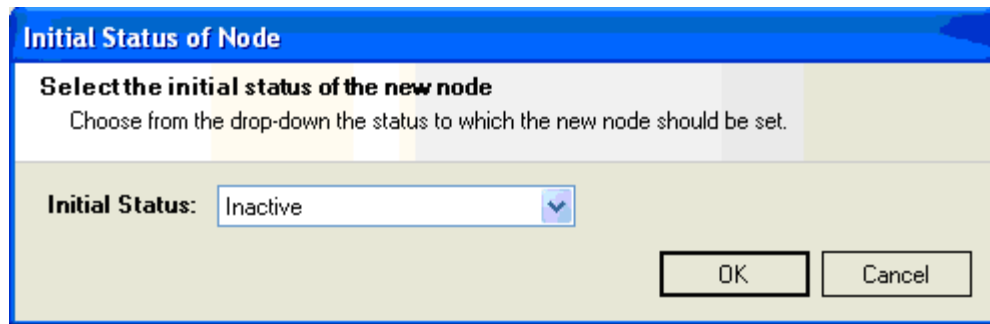 Initial Status of Node
Select the initial status of the new node
Choose from the drop-down the status to which the new node should be set.
Initial Status: Inactive
OK Cancel